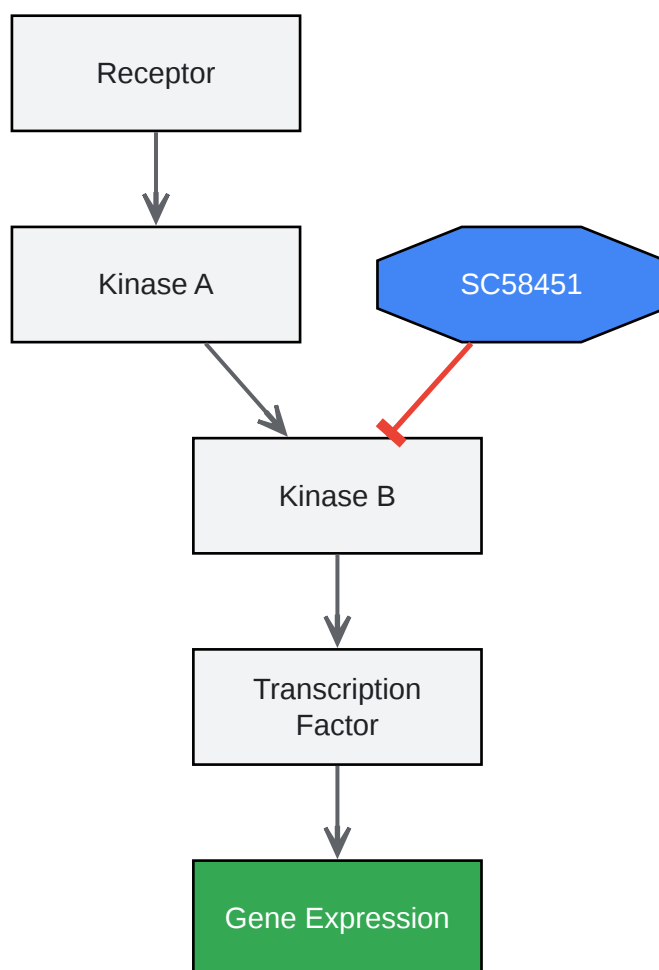 Receptor
Kinase A
SC58451
Kinase B
Transcription
Factor
Gene Expression